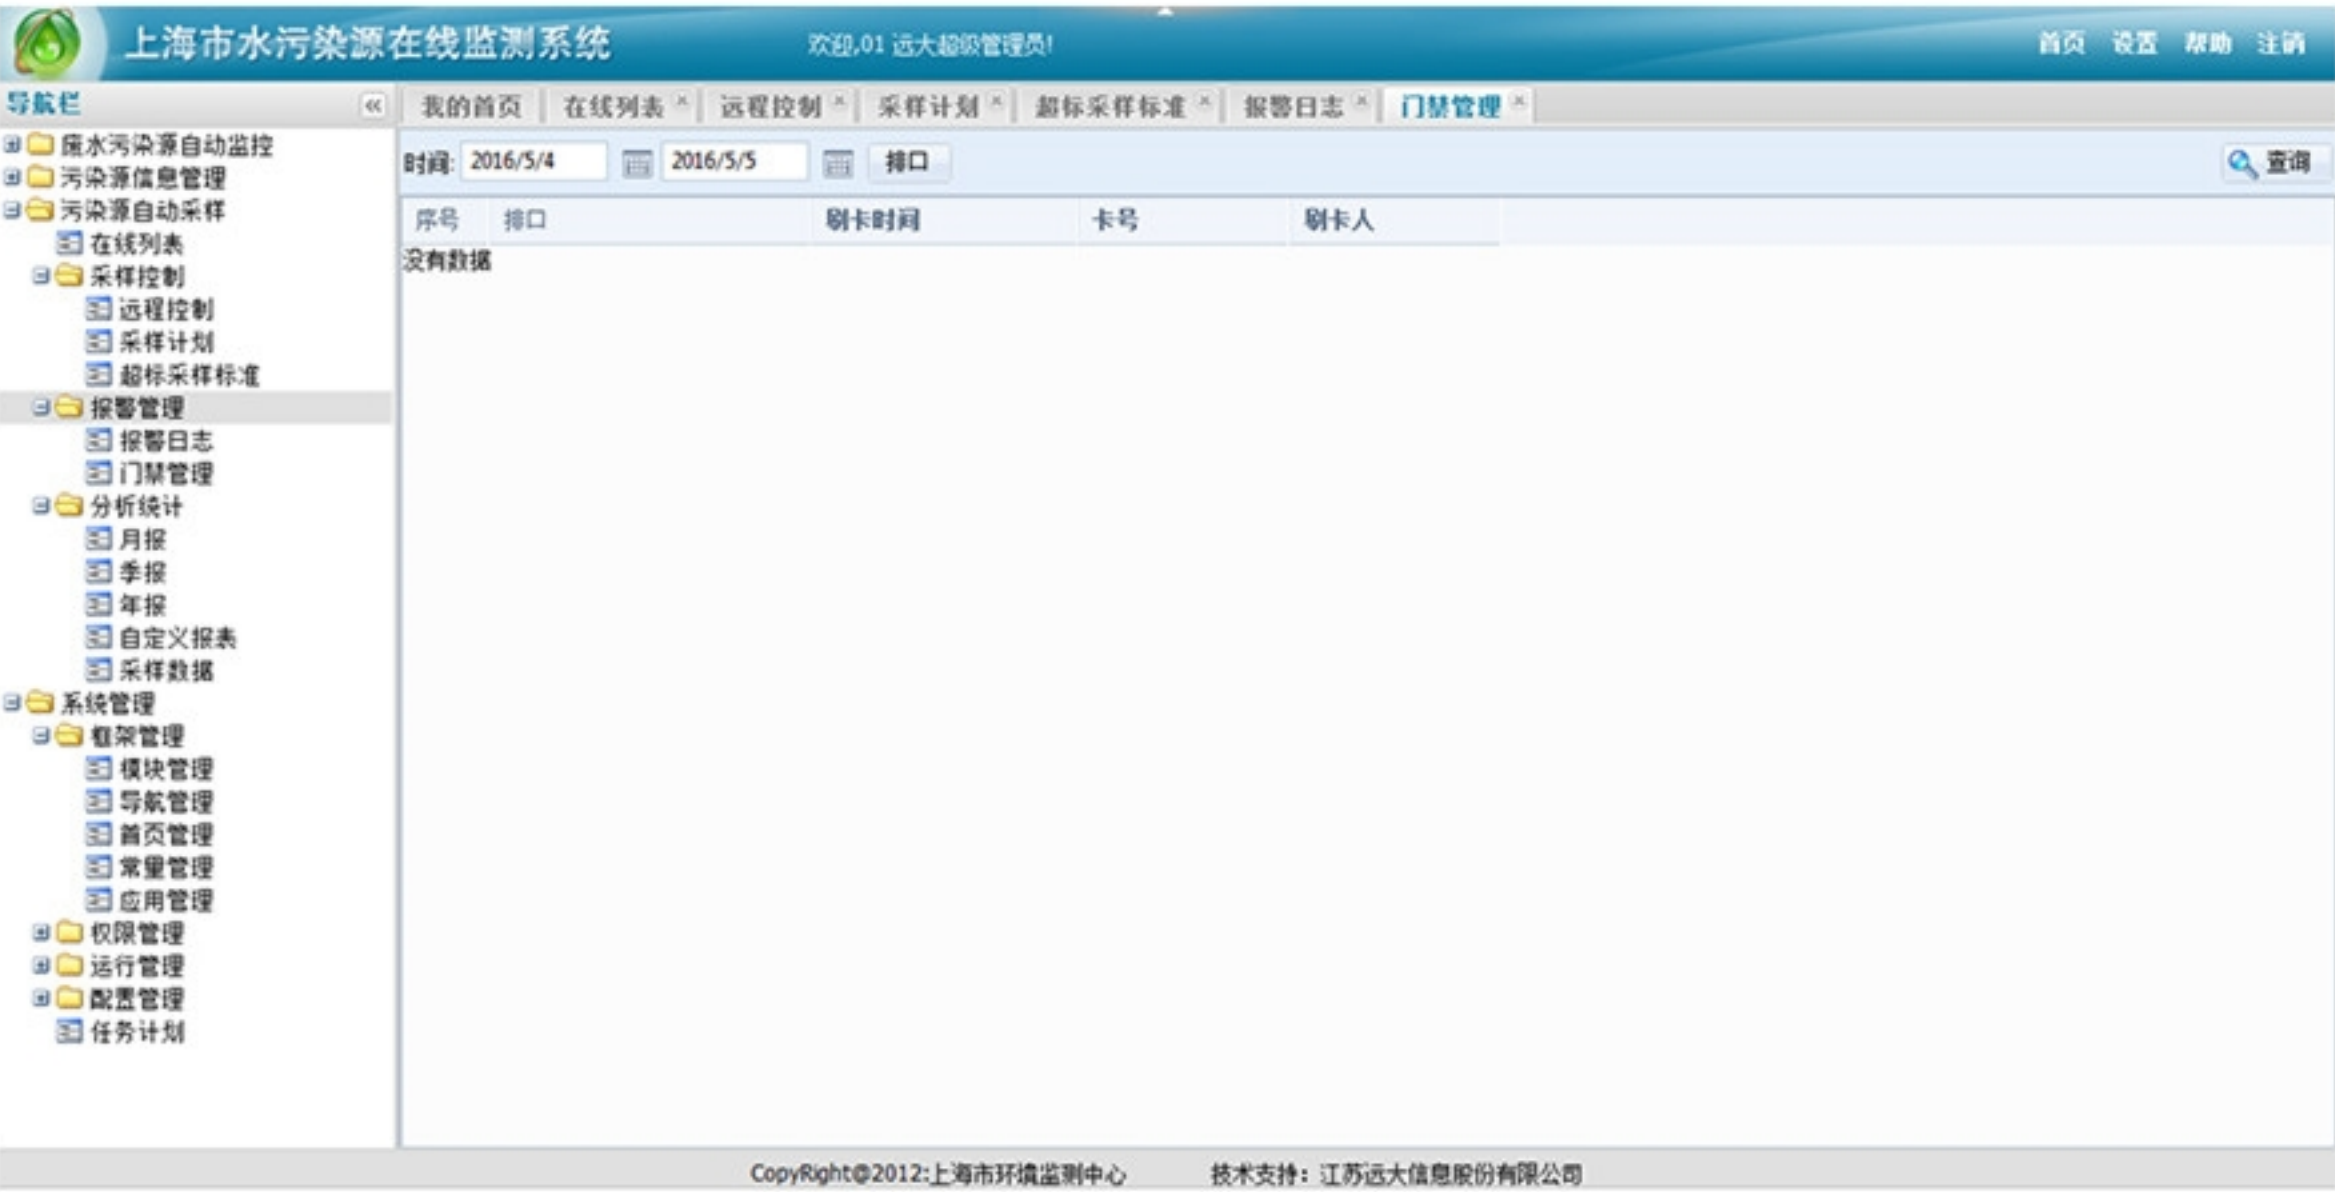 上海市水污染源在线监测系统 欢迎,01 远大超级管理员! 首页 设置 帮助 注销
导航栏 我的首页 在线列表 远程控制 采样计划 超标采样标准 报警日志 门禁管理
时间: 2016/5/4 2016/5/5 排口 查询
序号 排口 刷卡时间 卡号 刷卡人
没有数据
废水污染源自动监控
污染源信息管理
污染源自动采样
在线列表
采样控制
远程控制
采样计划
超标采样标准
报警管理
报警日志
门禁管理
分析统计
月报
季报
年报
自定义报表
采样数据
系统管理
框架管理
模块管理
导航管理
首页管理
常量管理
应用管理
权限管理
运行管理
配置管理
任务计划
CopyRight@2012:上海市环境监测中心 技术支持：江苏远大信息股份有限公司